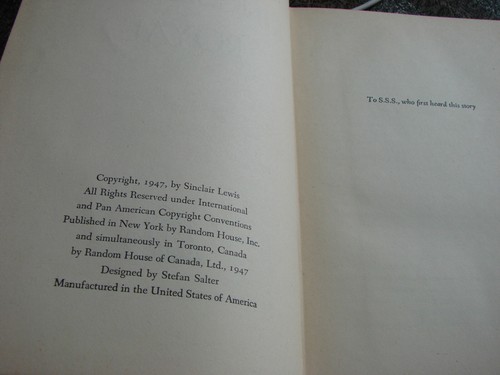 Copyright, 1947, by Sinclair Lewis
All Rights Reserved under International
and Pan American Copyright Conventions
Published in New York by Random House, Inc.
and simultaneously in Toronto, Canada
by Random House of Canada, Ltd., 1947
Designed by Stefan Salter
Manufactured in the United States of America
To S.S.S., who first heard this story